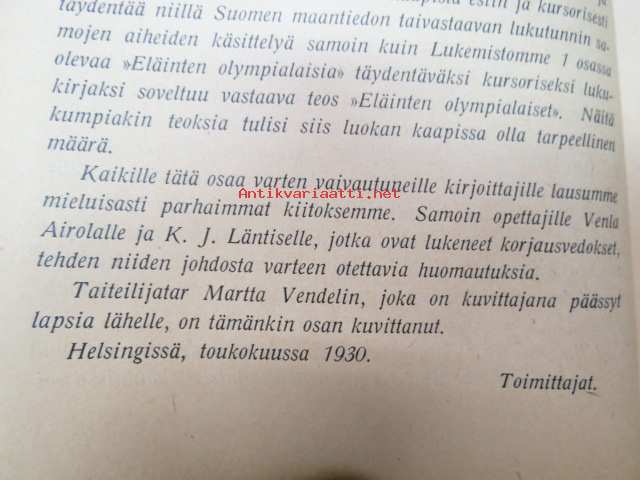 täydentää niillä Suomen maantiedon taivastaavan lukutunnin sa-
mojen aiheiden käsittelyä samoin kuin Lukemistomme 1 osassa
olevaa »Eläinten olympialaisia» täydentäväksi kursoriseksi luku-
kirjaksi soveltuu vastaava teos »Eläinten olympialaiset». Näitä
kumpiakin teoksia tulisi siis luokan kaapissa olla tarpeellinen
määrä.
Kaikille tätä osaa varten vaivautuneille kirjoittajille lausumme
Antikvariaatti.net
mieluisasti parhaimmat kiitoksemme. Samoin opettajille Venla
Airolalle ja K. J. Läntiselle, jotka ovat lukeneet korjausvedokset,
tehden niiden johdosta varteen otettavia huomautuksia.
Taiteilijatar Martta Vendelin, joka on kuvittajana päässyt
lapsia lähelle, on tämänkin osan kuvittanut.
Helsingissä, toukokuussa 1930.
Toimittajat.